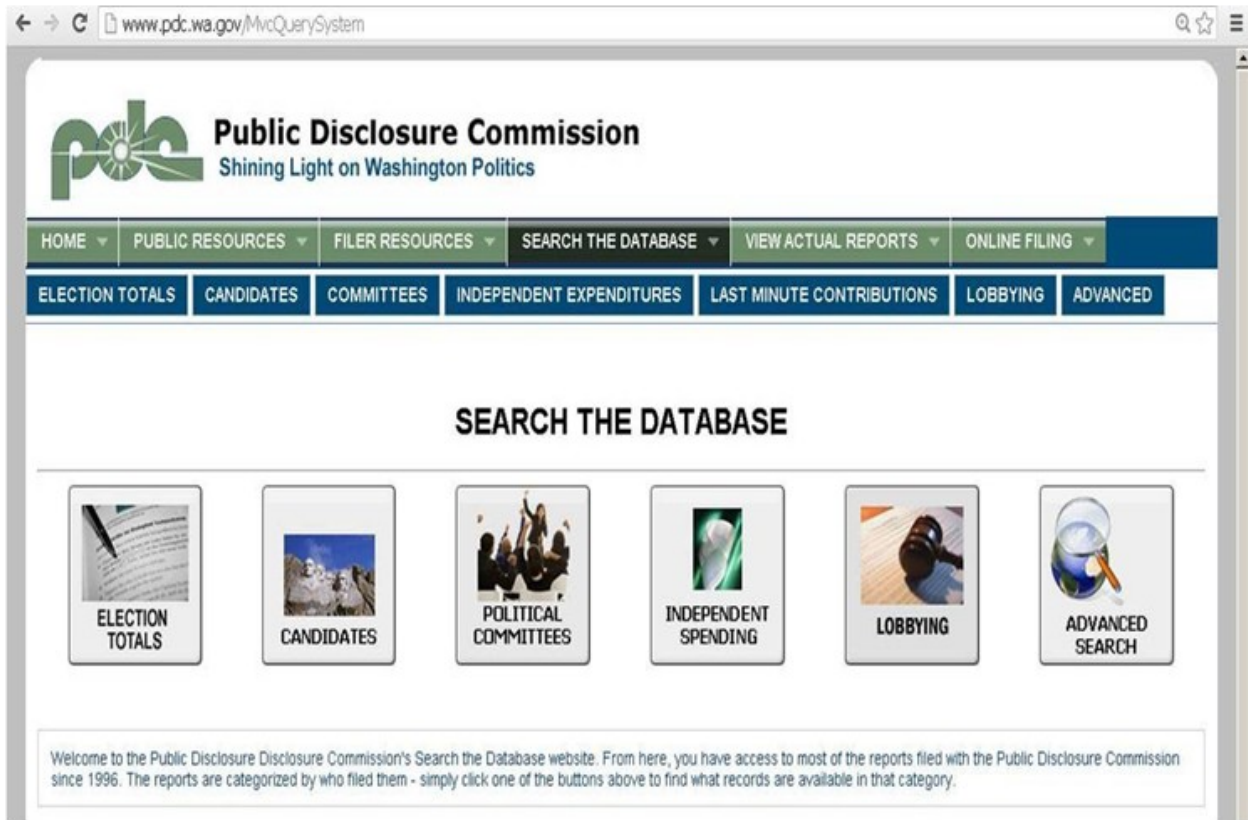 www.pdc.wa.gov/MvcQuerySystem
pdc
Public Disclosure Commission
Shining Light on Washington Politics
HOME PUBLIC RESOURCES FILER RESOURCES SEARCH THE DATABASE VIEW ACTUAL REPORTS ONLINE FILING
ELECTION TOTALS CANDIDATES COMMITTEES INDEPENDENT EXPENDITURES LAST MINUTE CONTRIBUTIONS LOBBYING ADVANCED
SEARCH THE DATABASE
ELECTION
TOTALS
CANDIDATES
POLITICAL
COMMITTEES
INDEPENDENT
SPENDING
LOBBYING
ADVANCED
SEARCH
Welcome to the Public Disclosure Disclosure Commission's Search the Database website. From here, you have access to most of the reports filed with the Public Disclosure Commission
since 1996. The reports are categorized by who filed them - simply click one of the buttons above to find what records are available in that category.